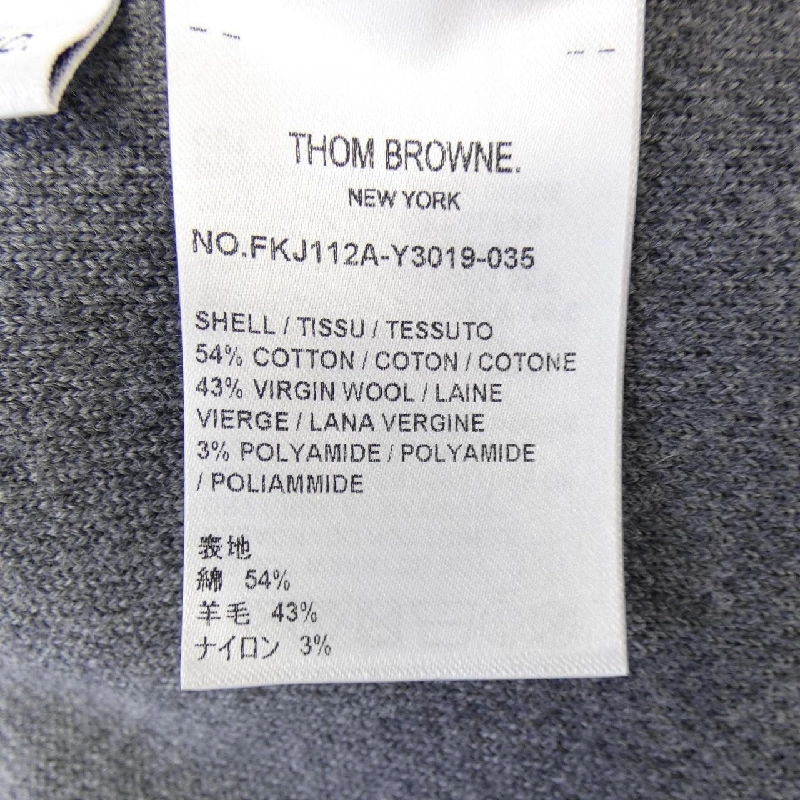 THOM BROWNE.
NEW YORK
NO.FKJ112A-Y3019-035
SHELL / TISSU / TESSUTO
54% COTTON / COTON / COTONE
43% VIRGIN WOOL / LAINE
VIERGE / LANA VERGINE
3% POLYAMIDE / POLYAMIDE
/ POLIAMMIDE
表地
綿 54%
羊毛 43%
ナイロン 3%